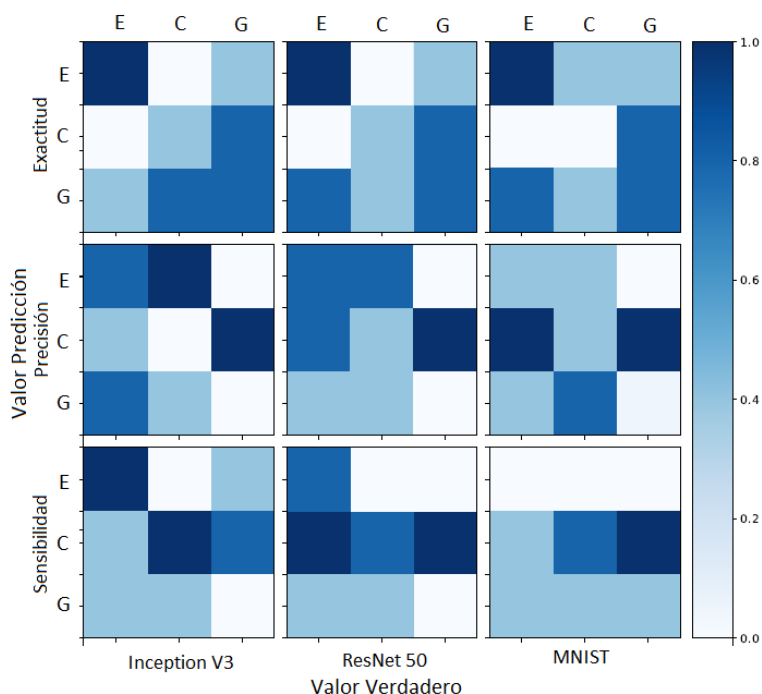 E C G E C G E C G
1.0
E
Exactitud
C
G
0.8
E
0.6
Valor Predicción
Precisión
C
G
0.4
E
Sensibilidad
C
0.2
G
0.0
Inception V3 ResNet 50 MNIST
Valor Verdadero